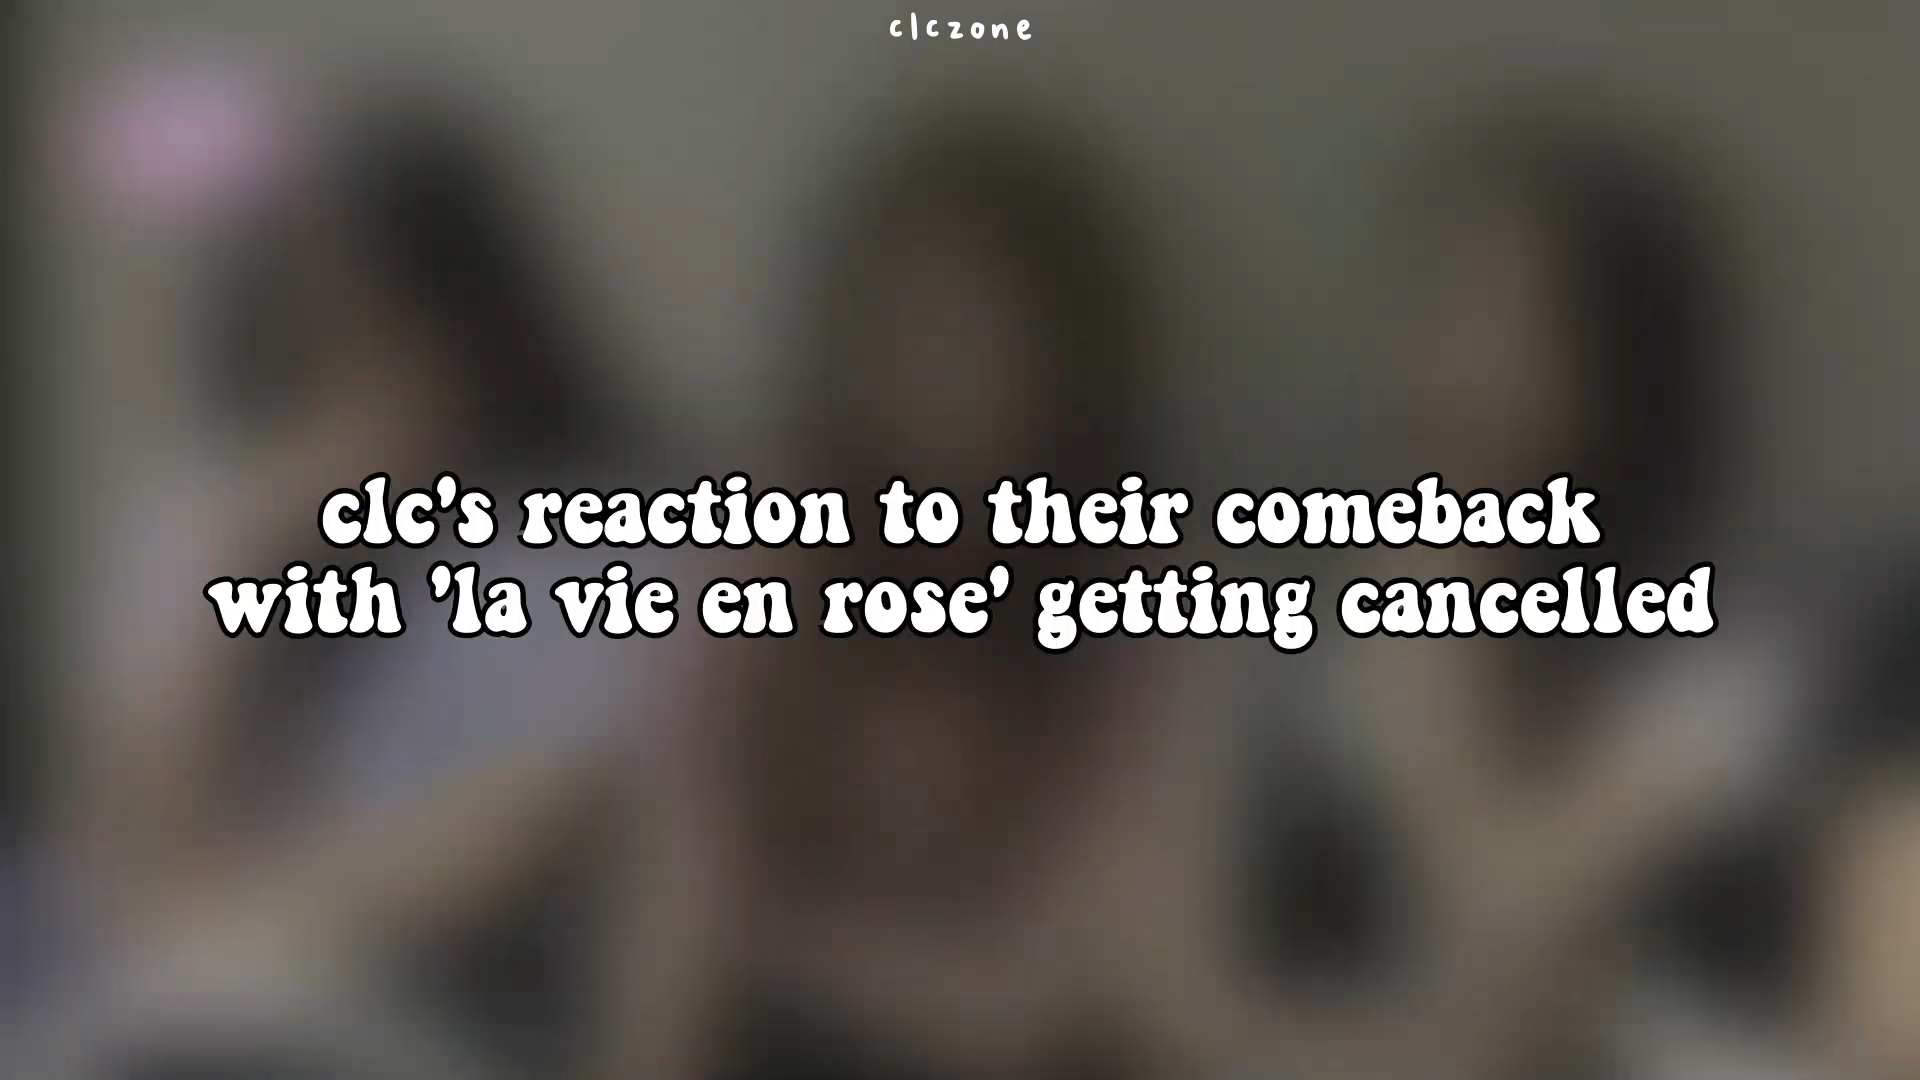 clczone
clc's reaction to their comeback
with 'la vie en rose' getting cancelled